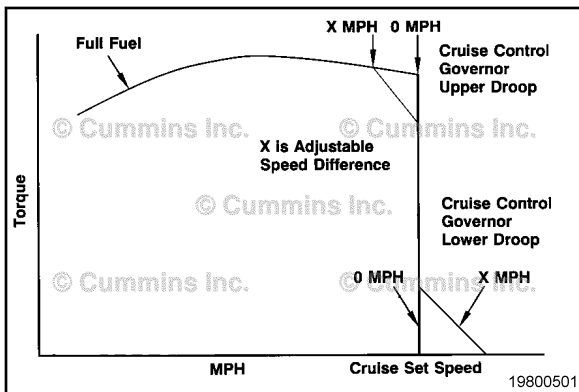 X MPH
0 MPH
Full Fuel
Cruise Control
Governor
Upper Droop
© Cummins Inc.
© Cummins Inc.
X is Adjustable
Speed Difference
© Cummins Inc.
Cruise Control
Governor
Lower Droop
Torque
© Cummins Inc.
0 MPH
X MPH
© Cummins Inc.
MPH
Cruise Set Speed
19800501